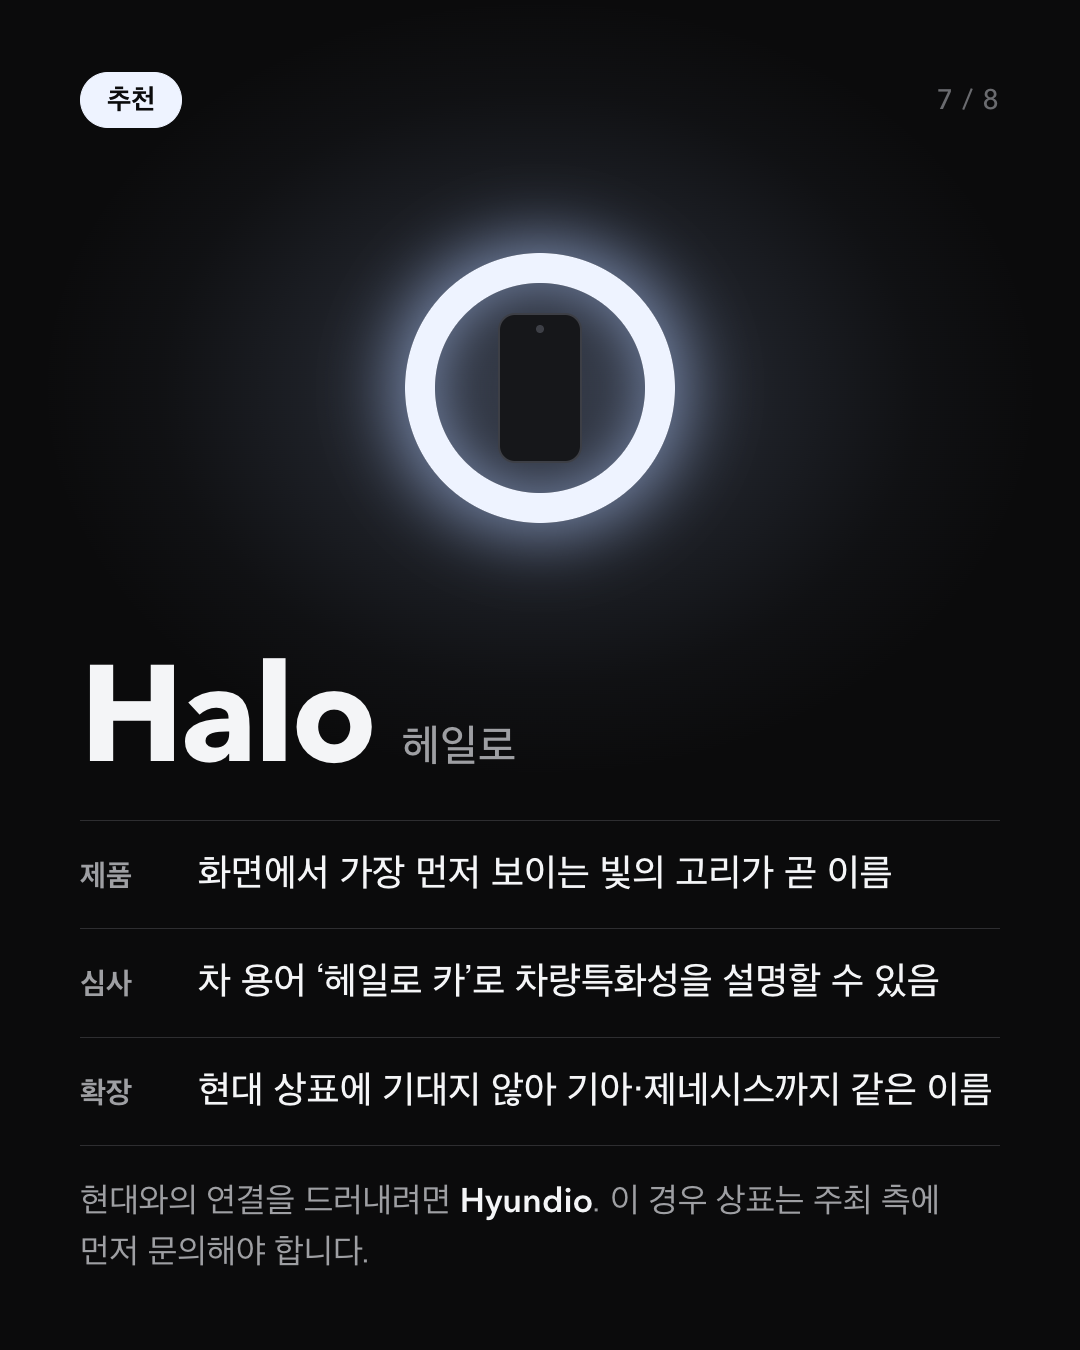 추천
7 / 8
Halo 헤일로
제품 화면에서 가장 먼저 보이는 빛의 고리가 곧 이름
심사 차 용어 ‘헤일로 카’로 차량특화성을 설명할 수 있음
확장 현대 상표에 기대지 않아 기아·제네시스까지 같은 이름
현대와의 연결을 드러내려면 Hyundio. 이 경우 상표는 주최 측에
먼저 문의해야 합니다.